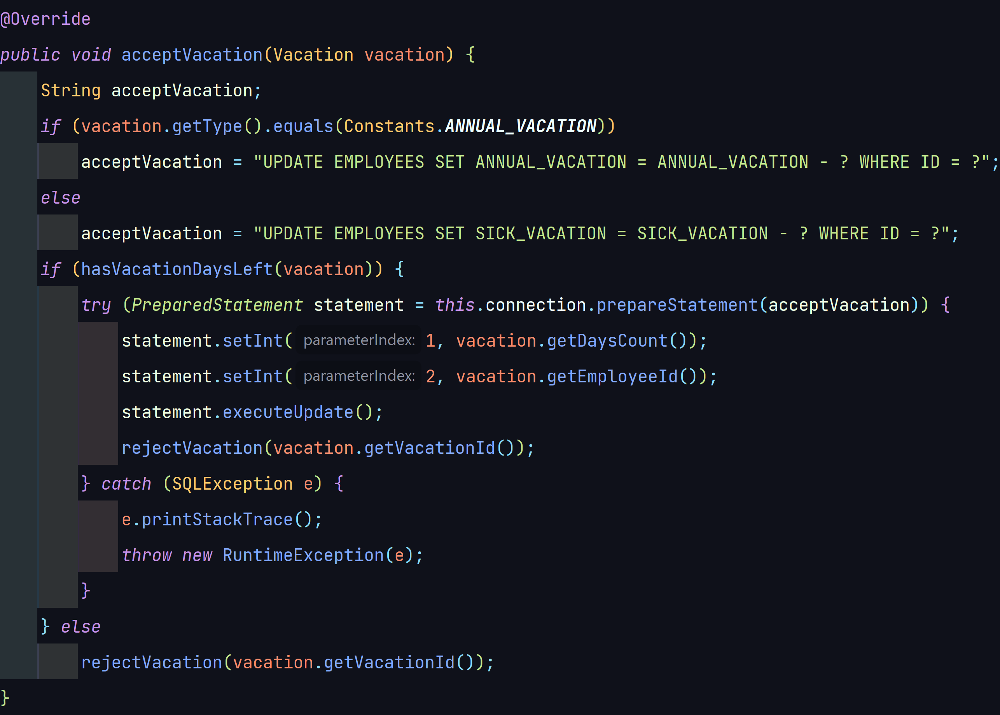 @Override
public void acceptVacation(Vacation vacation) {
    String acceptVacation;
    if (vacation.getType().equals(Constants.ANNUAL_VACATION))
        acceptVacation = "UPDATE EMPLOYEES SET ANNUAL_VACATION = ANNUAL_VACATION - ? WHERE ID = ?";
    else
        acceptVacation = "UPDATE EMPLOYEES SET SICK_VACATION = SICK_VACATION - ? WHERE ID = ?";
    if (hasVacationDaysLeft(vacation)) {
        try (PreparedStatement statement = this.connection.prepareStatement(acceptVacation)) {
            statement.setInt( parameterIndex: 1, vacation.getDaysCount());
            statement.setInt( parameterIndex: 2, vacation.getEmployeeId());
            statement.executeUpdate();
            rejectVacation(vacation.getVacationId());
        } catch (SQLException e) {
            e.printStackTrace();
            throw new RuntimeException(e);
        }
    } else
        rejectVacation(vacation.getVacationId());
}